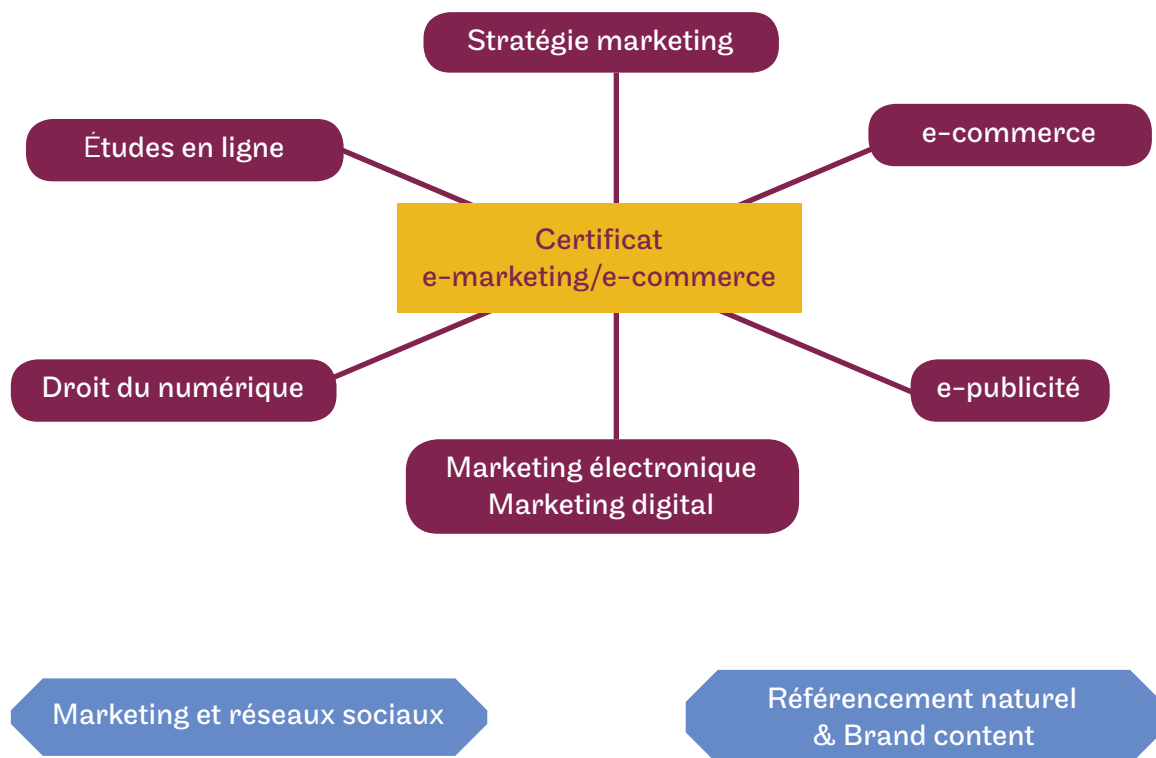 Stratégie marketing
Études en ligne
e-commerce
Certificat
e-marketing/e-commerce
Droit du numérique
e-publicité
Marketing électronique
Marketing digital
Marketing et réseaux sociaux
Référencement naturel
& Brand content